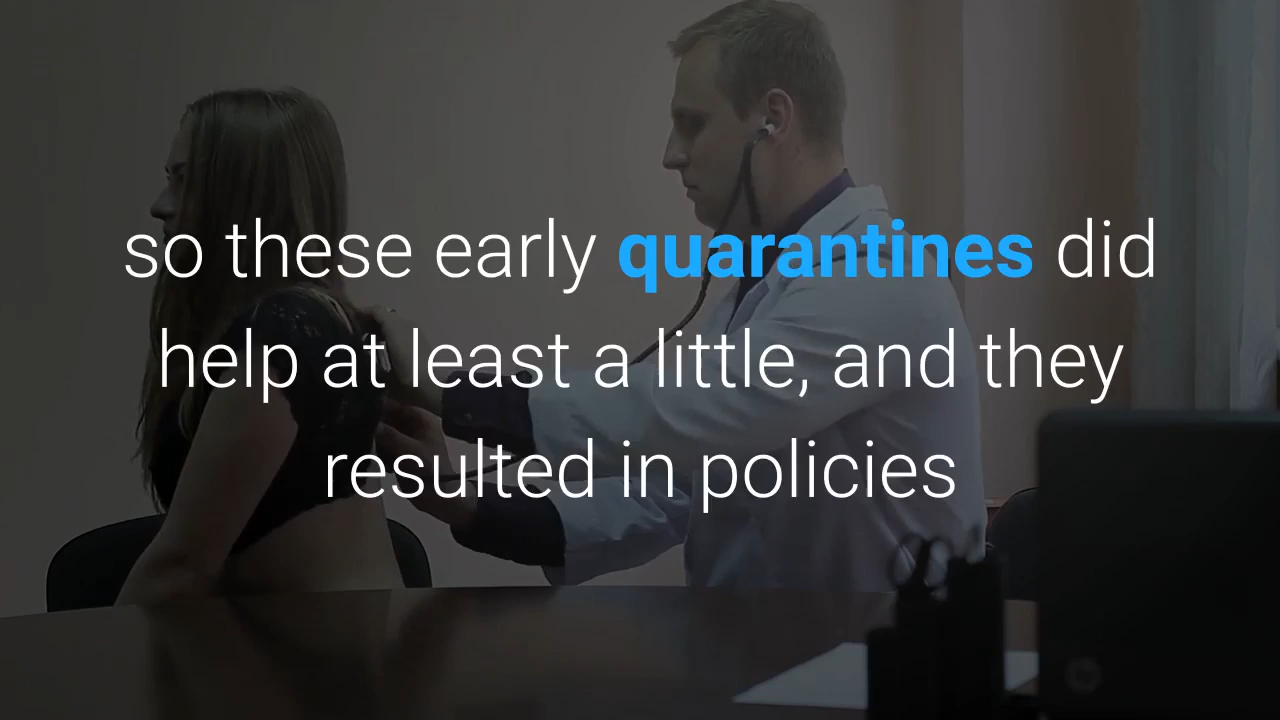 so these early quarantines did
help at least a little, and they
resulted in policies